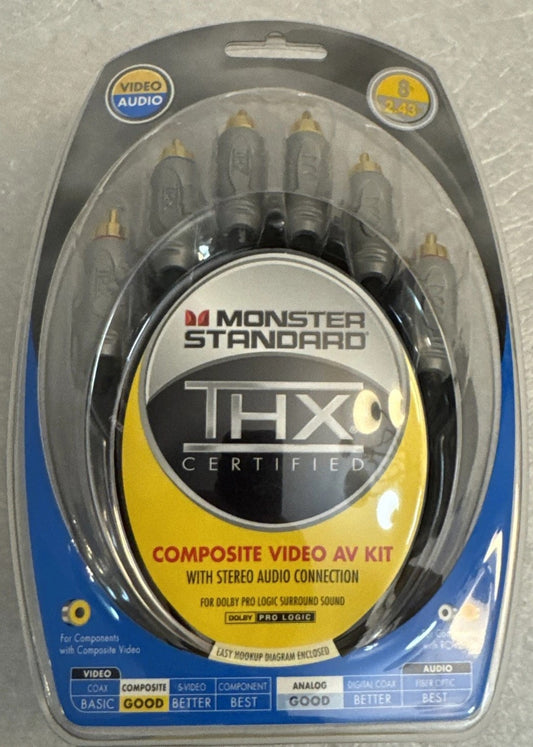 VIDEO
AUDIO
8'
2.43
MONSTER
STANDARD
THX
CERTIFIED
COMPOSITE VIDEO AV KIT
WITH STEREO AUDIO CONNECTION
FOR DOLBY PRO LOGIC SURROUND SOUND
DOLBY PRO LOGIC
EASY HOOKUP DIAGRAM ENCLOSED
For Components
with Composite Video
with
VIDEO
AUDIO
COAX COMPOSITE S-VIDEO COMPONENT ANALOG DIGITAL COAX FIBER OPTIC
BASIC GOOD BETTER BEST GOOD BETTER BEST